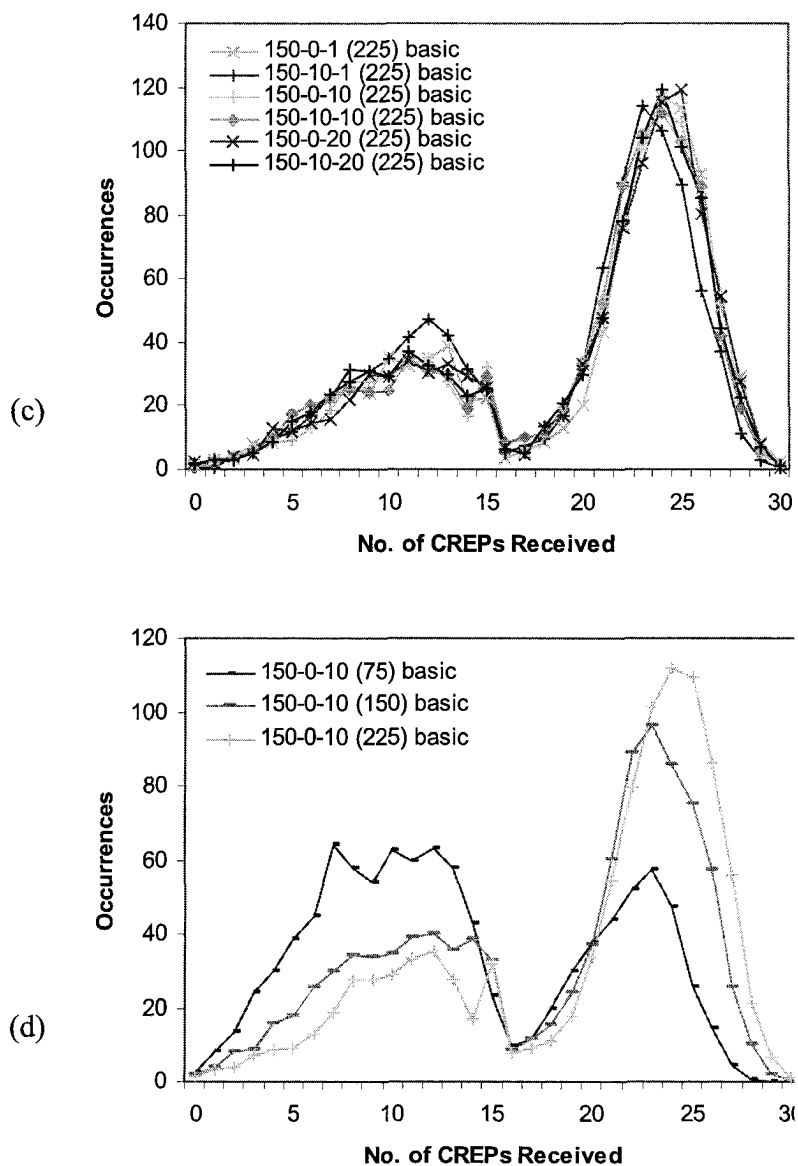 140
120
100
80
60
40
20
0
Occurrences
150-0-1 (225) basic
150-10-1 (225) basic
150-0-10 (225) basic
150-10-10 (225) basic
150-0-20 (225) basic
150-10-20 (225) basic
(c)
0 5 10 15 20 25 30
No. of CREPs Received
120
100
80
60
40
20
0
Occurrences
150-0-10 (75) basic
150-0-10 (150) basic
150-0-10 (225) basic
(d)
0 5 10 15 20 25 30
No. of CREPs Received